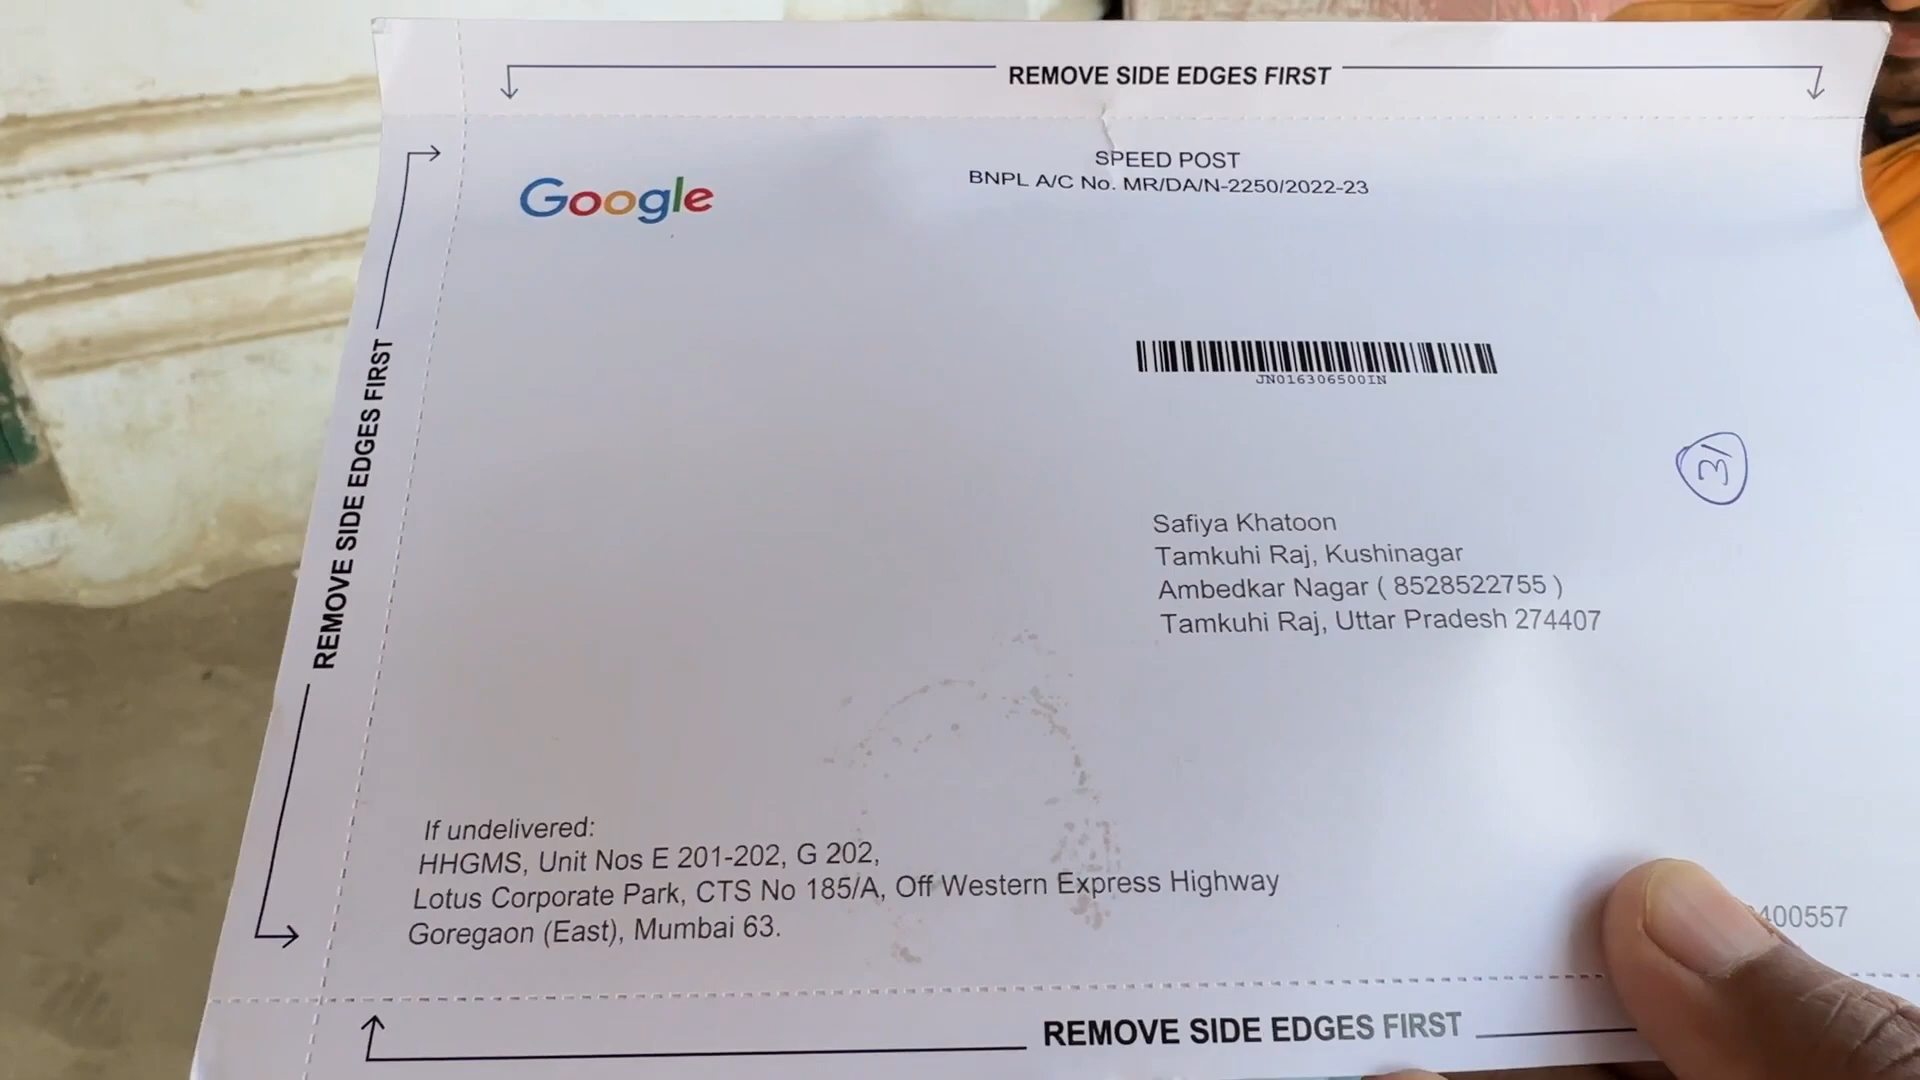 REMOVE SIDE EDGES FIRST
SPEED POST
BNPL A/C No. MR/DA/N-2250/2022-23
Google
JN016306500IN
31
REMOVE SIDE EDGES FIRST
Safiya Khatoon
Tamkuhi Raj, Kushinagar
Ambedkar Nagar ( 8528522755 )
Tamkuhi Raj, Uttar Pradesh 274407
If undelivered:
HHGMS, Unit Nos E 201-202, G 202,
Lotus Corporate Park, CTS No 185/A, Off Western Express Highway
Goregaon (East), Mumbai 63.
REMOVE SIDE EDGES FIRST